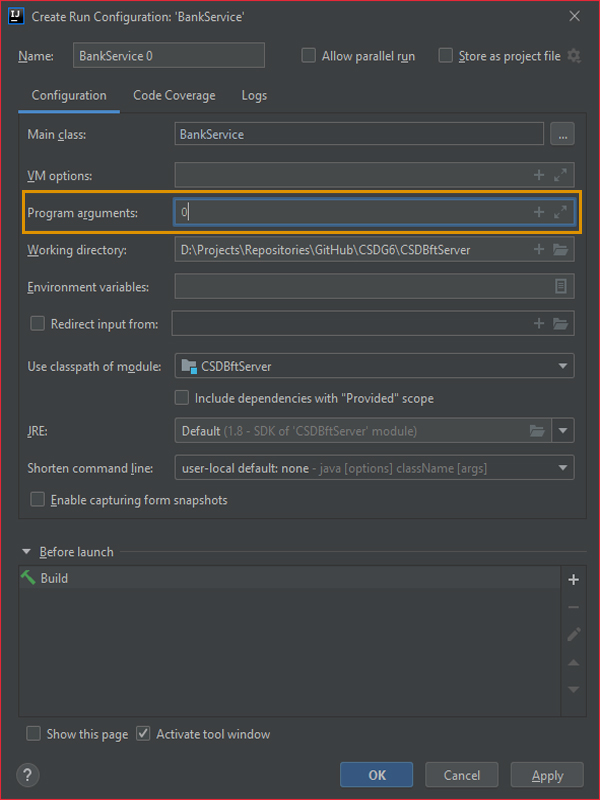 IJ Create Run Configuration: 'BankService'
Name: BankService 0 Allow parallel run Store as project file
Configuration Code Coverage Logs
Main class: BankService ...
VM options:
Program arguments: 0
Working directory: D:\Projects\Repositories\GitHub\CSDG6\CSDBftServer
Environment variables:
Redirect input from:
Use classpath of module: CSDBftServer
Include dependencies with "Provided" scope
JRE: Default (1.8 - SDK of 'CSDBftServer' module)
Shorten command line: user-local default: none - java [options] className [args]
Enable capturing form snapshots
Before launch
Build
Show this page Activate tool window
? OK Cancel Apply